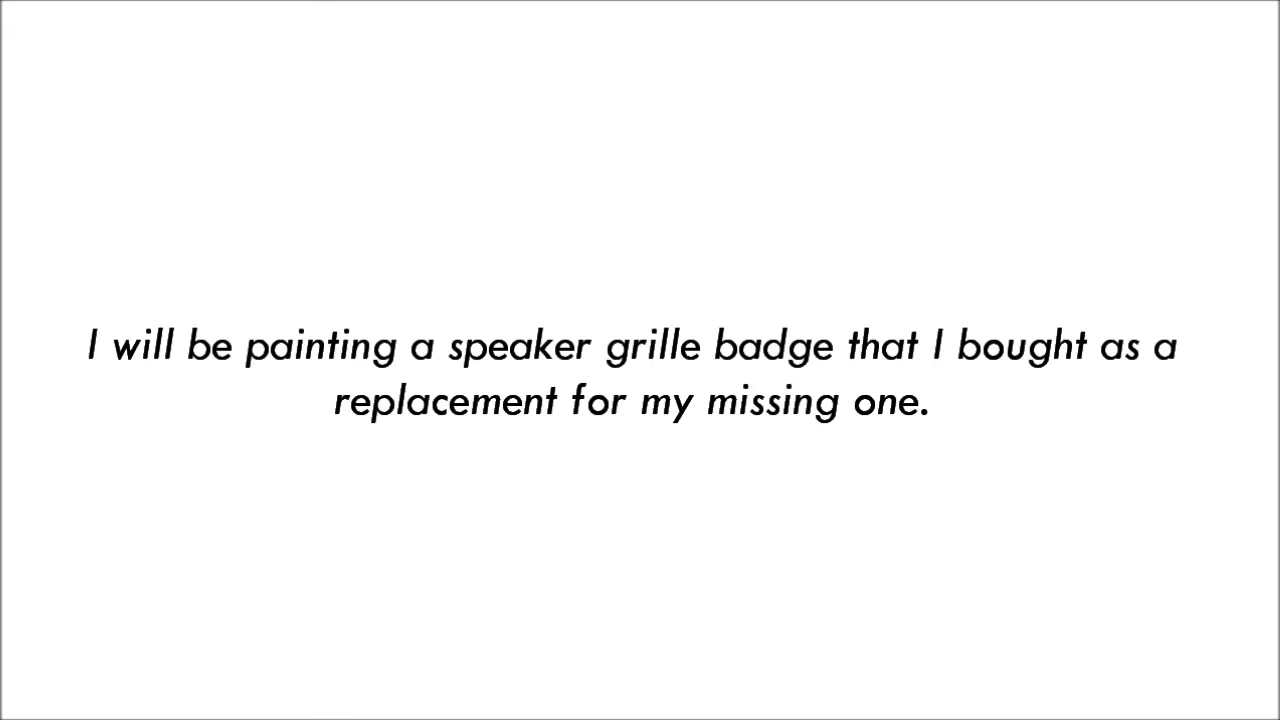 I will be painting a speaker grille badge that I bought as a
replacement for my missing one.